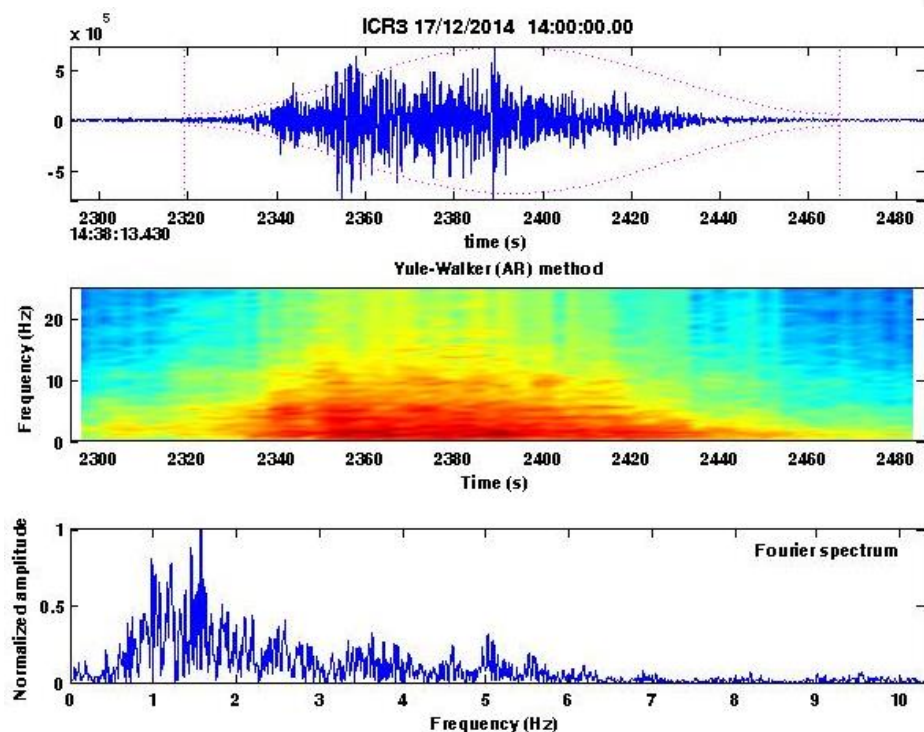 ICR3 17/12/2014 14:00:00.00
x 10⁵
5
0
-5
2300 2320 2340 2360 2380 2400 2420 2440 2460 2480
14:38:13.430
time (s)
Yule-Walker (AR) method
Frequency (Hz)
20
10
0
2300 2320 2340 2360 2380 2400 2420 2440 2460 2480
Time (s)
Normalized amplitude
1
0.5
0
Fourier spectrum
0 1 2 3 4 5 6 7 8 9 10
Frequency (Hz)